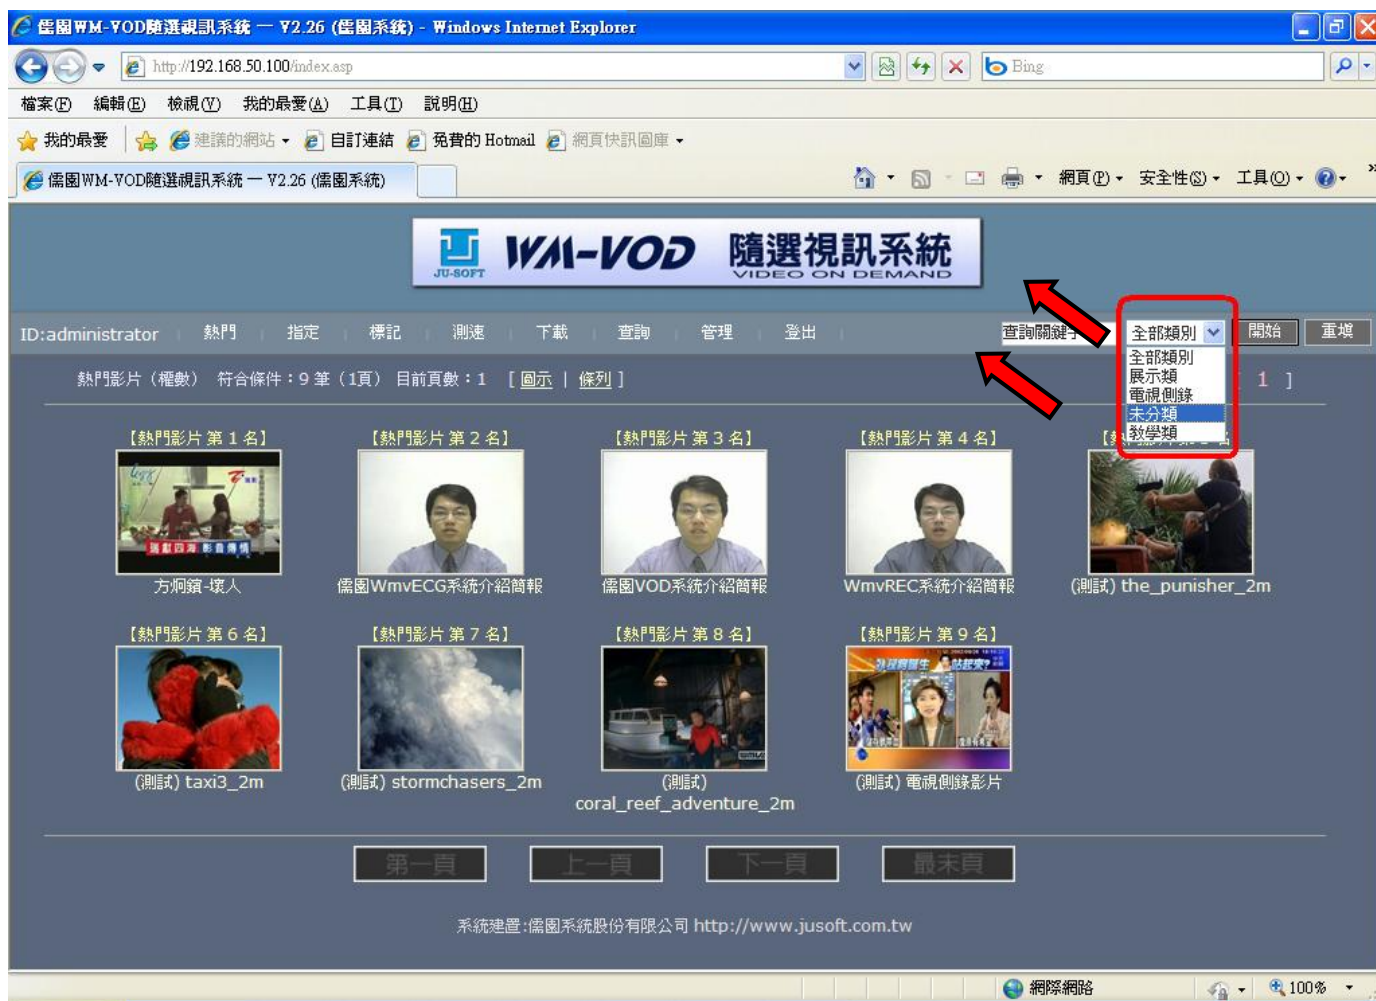 儒園WM-VOD隨選視訊系統 — V2.26 (儒園系統) - Windows Internet Explorer
http://192.168.50.100/index.asp
Bing
檔案(F) 編輯(E) 檢視(V) 我的最愛(A) 工具(T) 說明(H)
我的最愛 建議的網站 自訂連結 免費的 Hotmail 網頁快訊圖庫
儒園WM-VOD隨選視訊系統 — V2.26 (儒園系統) 網頁(P) 安全性(S) 工具(O)
JU-SOFT WM-VOD 隨選視訊系統
VIDEO ON DEMAND
ID:administrator 熱門 指定 標記 測速 下載 查詢 管理 登出 查詢關鍵字 全部類別 開始 重填
全部類別
展示類
電視側錄
未分類
教學類
熱門影片（權數） 符合條件：9 筆（1頁） 目前頁數：1 [ 圖示 | 條列 ] 1 ]
【熱門影片 第 1 名】 【熱門影片 第 2 名】 【熱門影片 第 3 名】 【熱門影片 第 4 名】
瑞獻四海 影音傳情
方炯鑌-壞人 儒園WmvECG系統介紹簡報 儒園VOD系統介紹簡報 WmvREC系統介紹簡報 (測試) the_punisher_2m
【熱門影片 第 6 名】 【熱門影片 第 7 名】 【熱門影片 第 8 名】 【熱門影片 第 9 名】
站起來?
(測試) taxi3_2m (測試) stormchasers_2m (測試) coral_reef_adventure_2m (測試) 電視側錄影片
第一頁 上一頁 下一頁 最末頁
系統建置:儒園系統股份有限公司 http://www.jusoft.com.tw
網際網路 100%